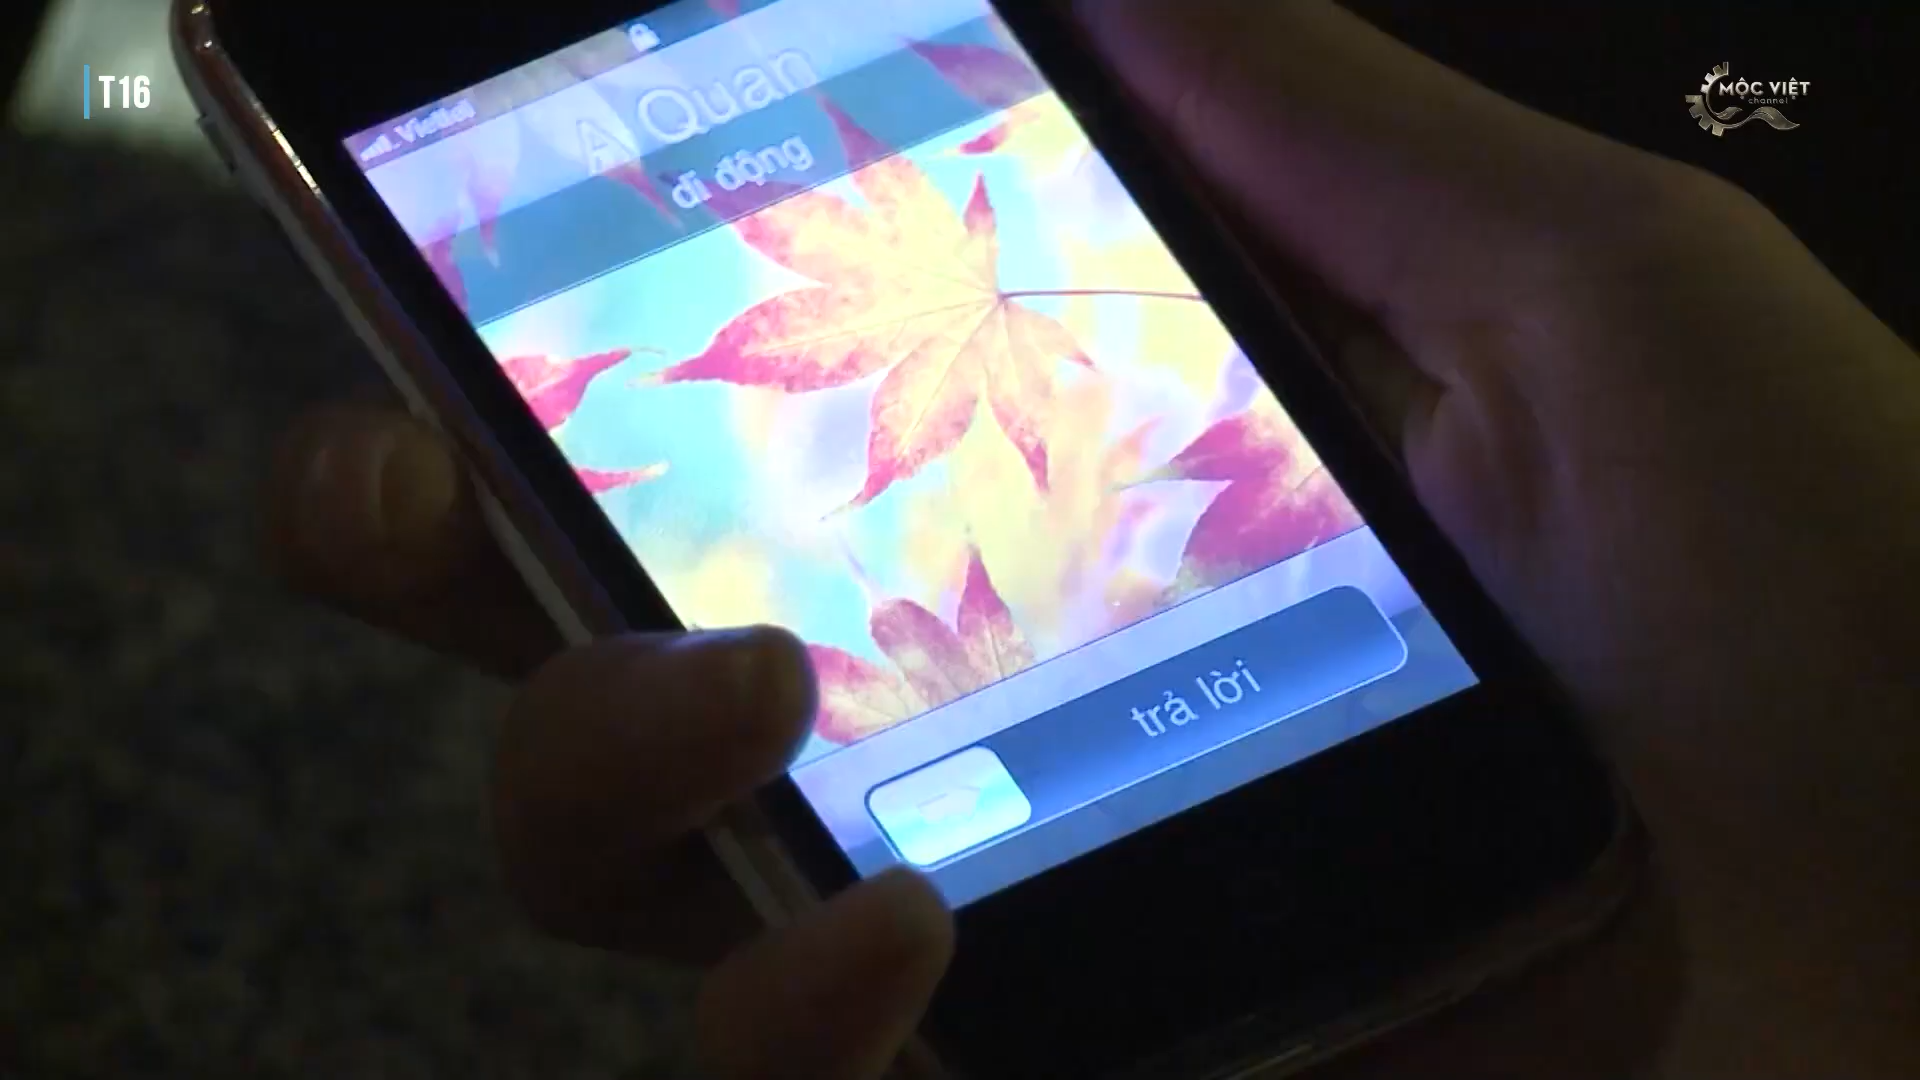 T16
MỘC VIỆT
channel
Viettel
A Quan
di động
trả lời